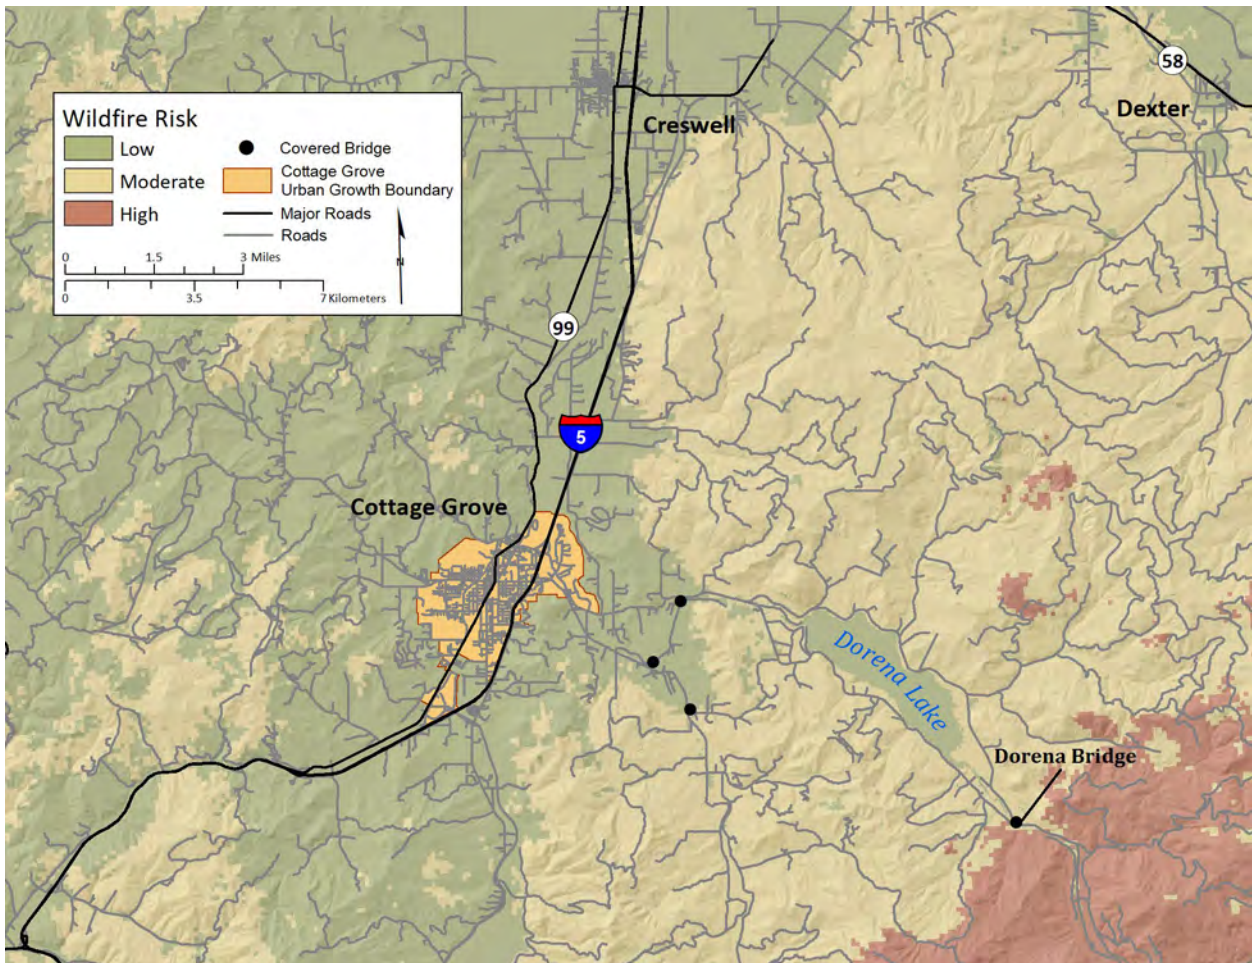 58
Dexter
Creswell
Wildfire Risk
Low
Moderate
High
Covered Bridge
Cottage Grove
Urban Growth Boundary
Major Roads
Roads
0 1.5 3 Miles
N
0 3.5 7 Kilometers
99
5
Cottage Grove
Dorena Lake
Dorena Bridge